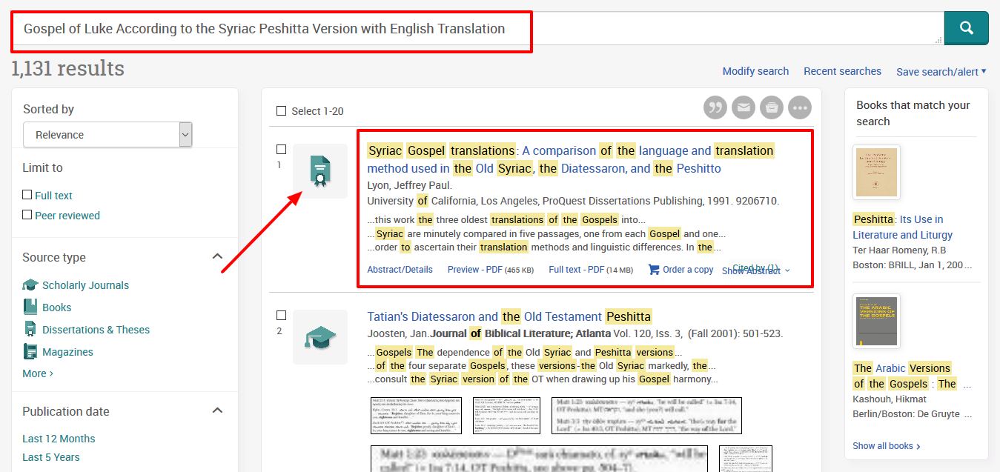 Gospel of Luke According to the Syriac Peshitta Version with English Translation
1,131 results
Modify search
Recent searches
Save search/alert
Sorted by
Relevance
Limit to
Full text
Peer reviewed
Source type
Scholarly Journals
Books
Dissertations & Theses
Magazines
More ›
Publication date
Last 12 Months
Last 5 Years
Select 1-20
1
Syriac Gospel translations: A comparison of the language and translation
method used in the Old Syriac, the Diatessaron, and the Peshitto
Lyon, Jeffrey Paul.
University of California, Los Angeles, ProQuest Dissertations Publishing, 1991. 9206710.
...this work the three oldest translations of the Gospels into...
...Syriac are minutely compared in five passages, one from each Gospel and one...
...order to ascertain their translation methods and linguistic differences. In the...
Abstract/Details
Preview - PDF (465 KB)
Full text - PDF (14 MB)
Order a copy
Cited by (1)
Show Abstract
2
Tatian's Diatessaron and the Old Testament Peshitta
Joosten, Jan.Journal of Biblical Literature; Atlanta Vol. 120, Iss. 3, (Fall 2001): 501-523.
...Gospels The dependence of the Old Syriac and Peshitta versions...
...of the four separate Gospels, these versions-the Old Syriac markedly, the...
...consult the Syriac version of the OT when drawing up his Gospel harmony...
Books that match your
search
Peshitta: Its Use in
Literature and Liturgy
Ter Haar Romeny, R.B
Boston: BRILL, Jan 1, 200...
THE ARABIC
VERSIONS OF
THE GOSPELS
The Arabic Versions
of the Gospels : The ...
Kashouh, Hikmat
Berlin/Boston: De Gruyte ...
Show all books ›